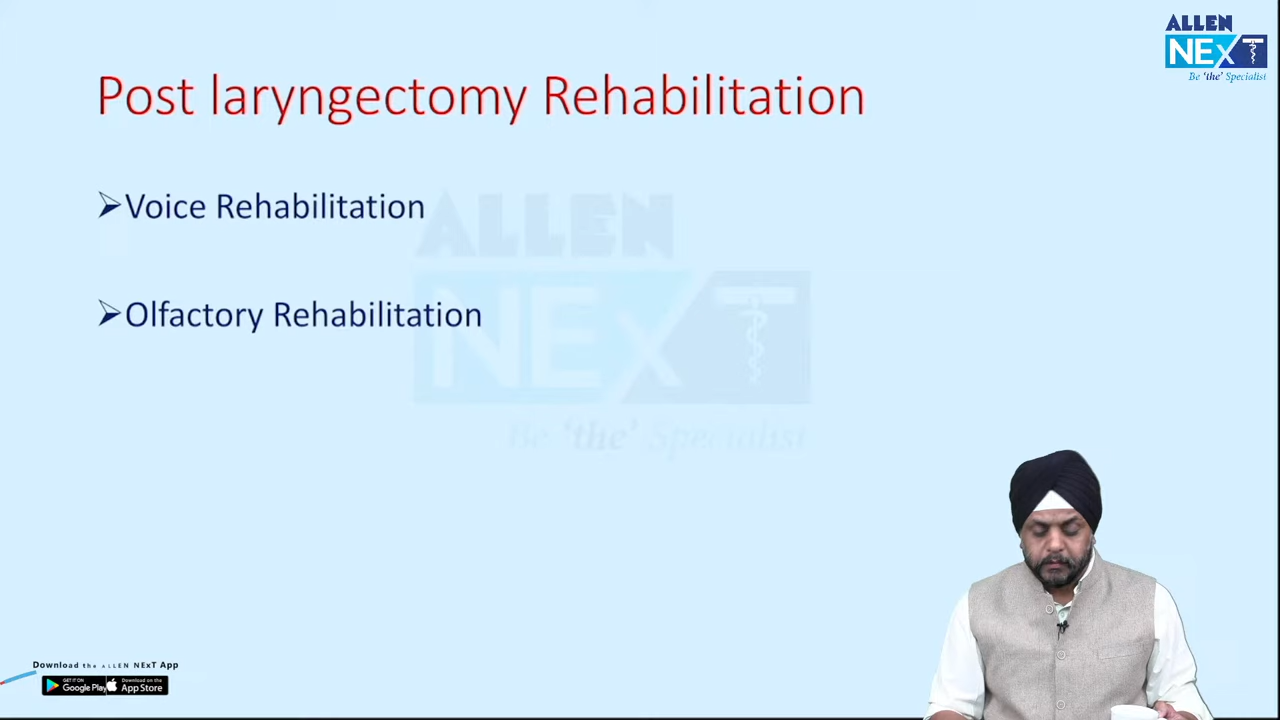 ALLEN
NEXT
Be 'the' Specialist
Post laryngectomy Rehabilitation
➢Voice Rehabilitation
➢Olfactory Rehabilitation
ALLEN
NEXT
Be 'the' Specialist
Download the ALLEN NExT App
GET IT ON
Google Play
Download on the
App Store